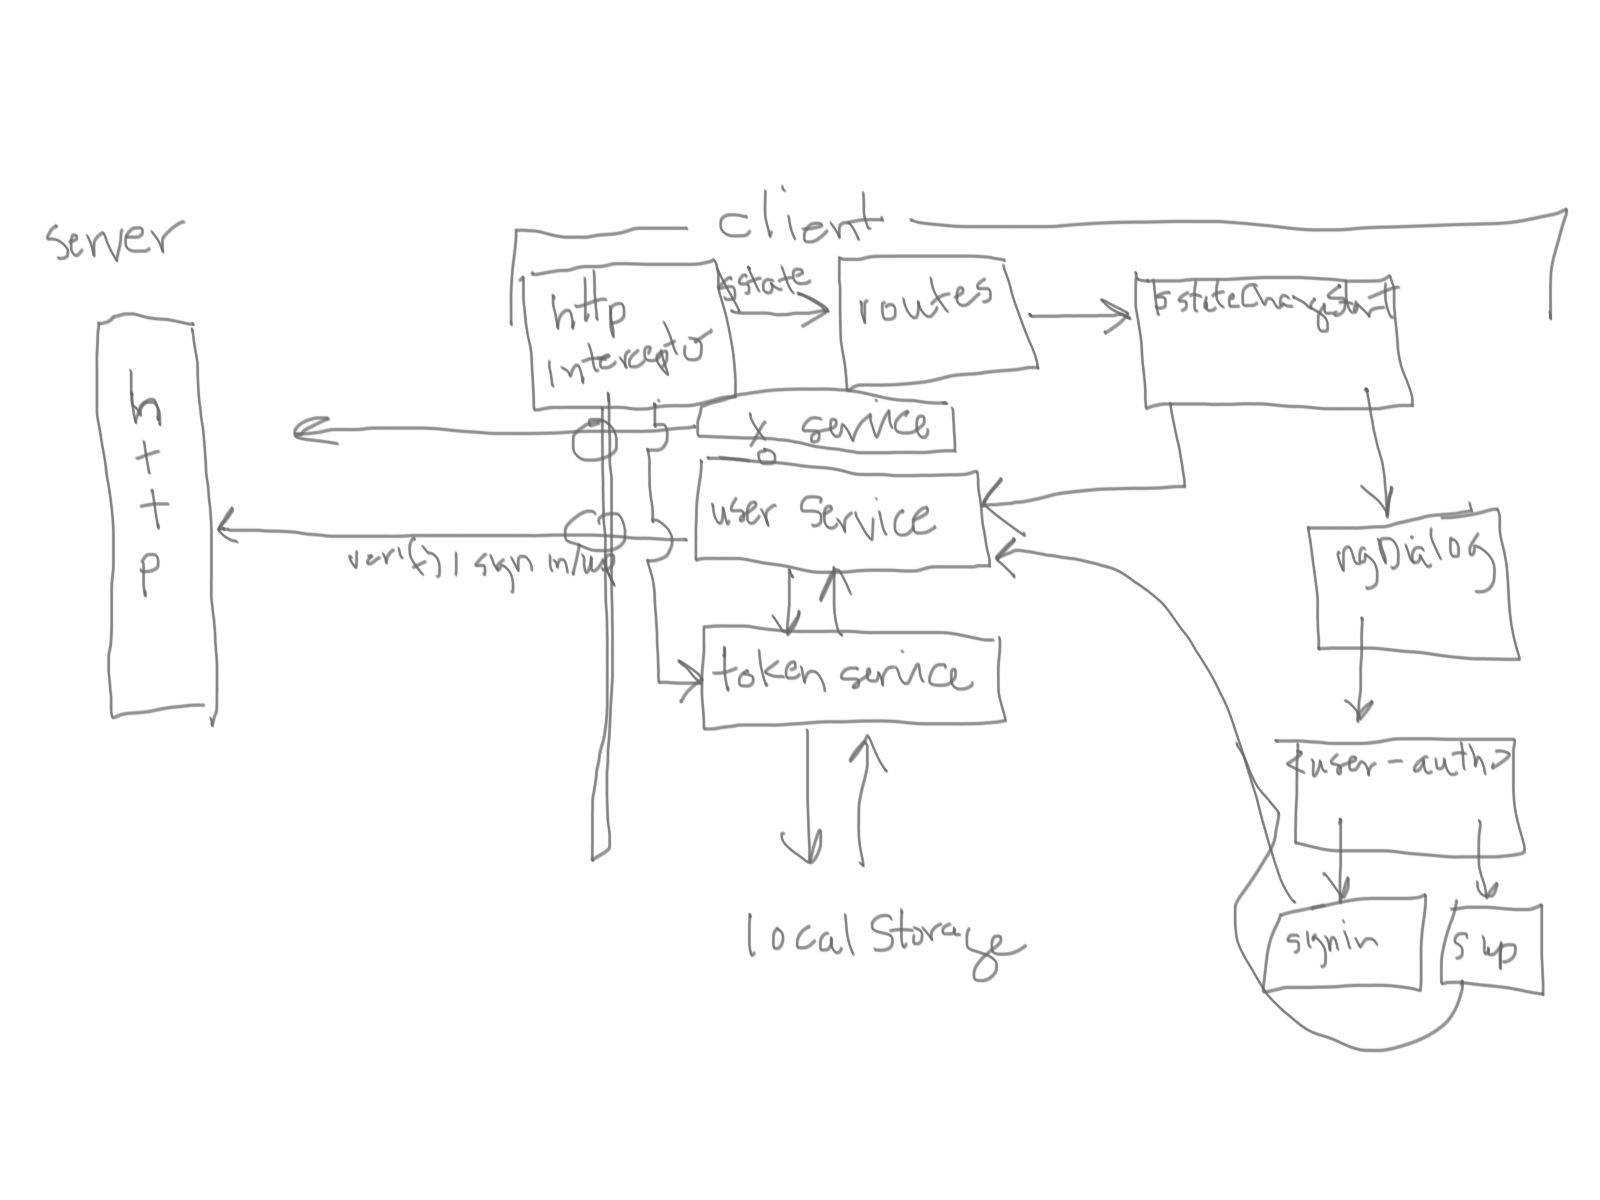 server
client
http
interceptor
$state
routes
$stateChangeStart
h
t
t
p
x service
user service
verify, sign in/up
ngDialog
token service
<user-auth>
local Storage
signin
s up